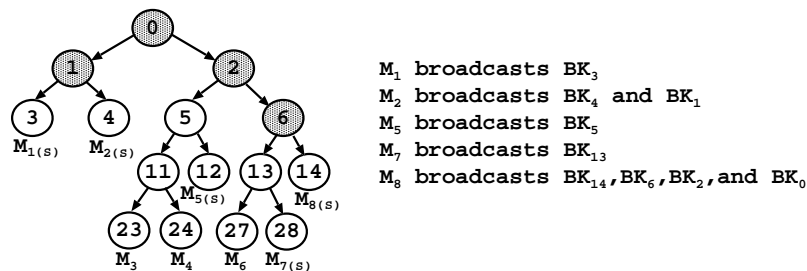 0
1 2
M₁ broadcasts BK₃
M₂ broadcasts BK₄ and BK₁
3 4 5 6
M₅ broadcasts BK₅
M₁₍ₛ₎ M₂₍ₛ₎
M₇ broadcasts BK₁₃
11 12 13 14
M₈ broadcasts BK₁₄,BK₆,BK₂,and BK₀
M₅₍ₛ₎ M₈₍ₛ₎
23 24 27 28
M₃ M₄ M₆ M₇₍ₛ₎